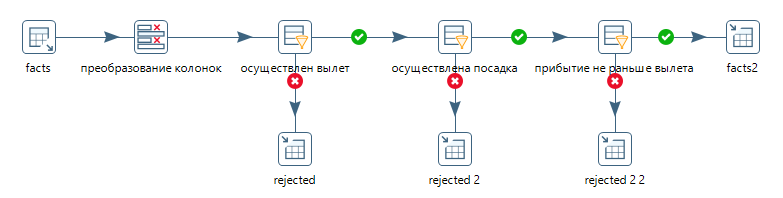 facts
преобразование колонок
осуществлен вылет
осуществлена посадка
прибытие не раньше вылета
facts2
rejected
rejected 2
rejected 2 2